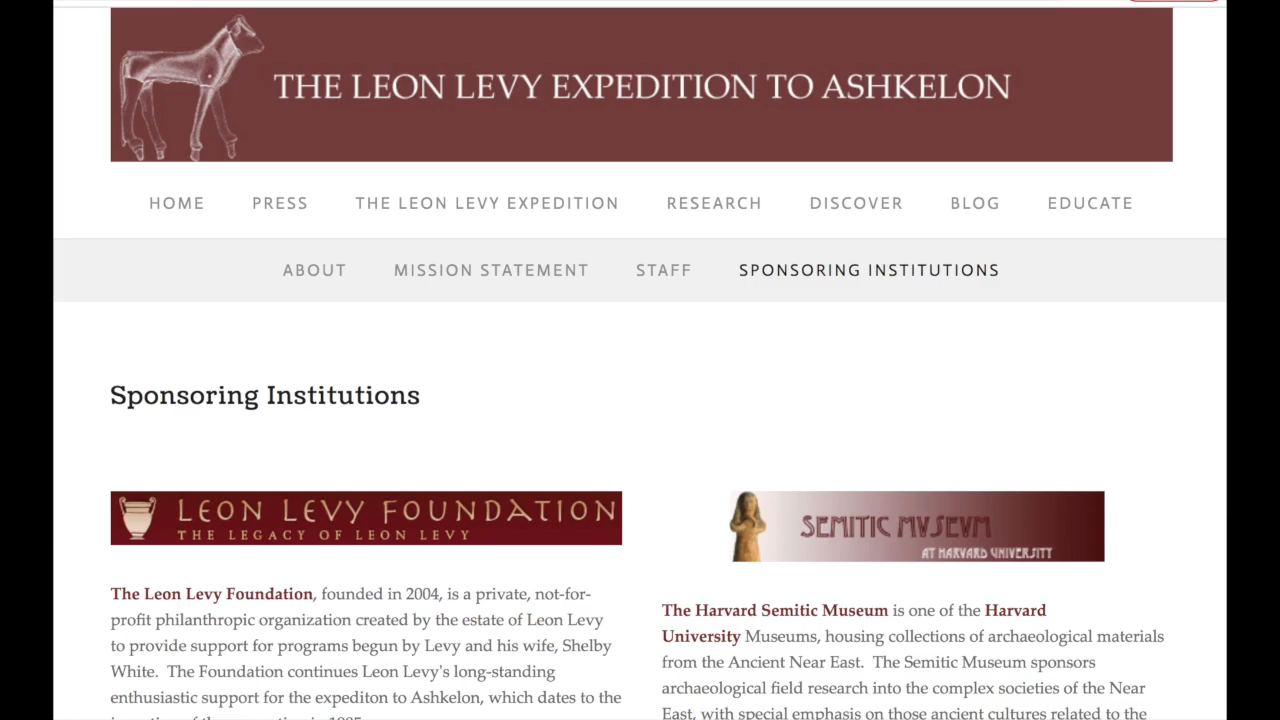 THE LEON LEVY EXPEDITION TO ASHKELON
HOME PRESS THE LEON LEVY EXPEDITION RESEARCH DISCOVER BLOG EDUCATE
ABOUT MISSION STATEMENT STAFF SPONSORING INSTITUTIONS
Sponsoring Institutions
LEON LEVY FOUNDATION
THE LEGACY OF LEON LEVY
The Leon Levy Foundation, founded in 2004, is a private, not-for-
profit philanthropic organization created by the estate of Leon Levy
to provide support for programs begun by Levy and his wife, Shelby
White. The Foundation continues Leon Levy's long-standing
enthusiastic support for the expediton to Ashkelon, which dates to the
SEMITIC MVSEVM
AT HARVARD UNIVERSITY
The Harvard Semitic Museum is one of the Harvard
University Museums, housing collections of archaeological materials
from the Ancient Near East. The Semitic Museum sponsors
archaeological field research into the complex societies of the Near
East, with special emphasis on those ancient cultures related to the